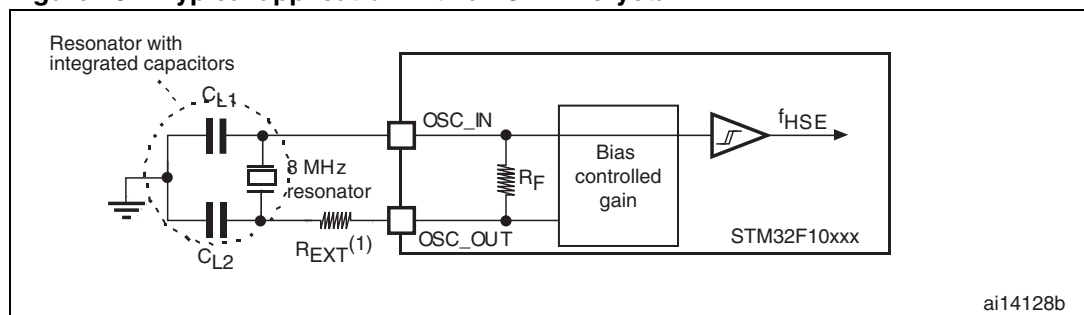 Resonator with
integrated capacitors
CL1
OSC_IN
fHSE
8 MHz
resonator
RF
Bias
controlled
gain
REXT(1)
OSC_OUT
STM32F10xxx
CL2
ai14128b